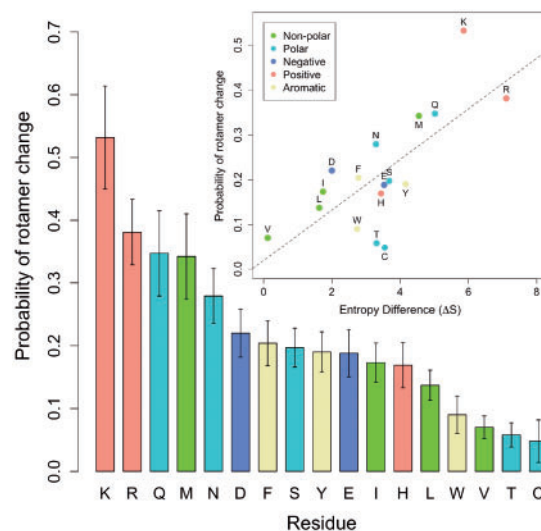 Probability of rotamer change
0.7
0.6
0.5
0.4
0.3
0.2
0.1
0.0
K R Q M N D F S Y E I H L W V T C
Residue
Non-polar
Polar
Negative
Positive
Aromatic
Probability of rotamer change
0.5
0.4
0.3
0.2
0.1
0.0
K
R
Q
M
N
D
F
S
E
Y
I
H
L
W
V
T
C
0 2 4 6 8
Entropy Difference (ΔS)